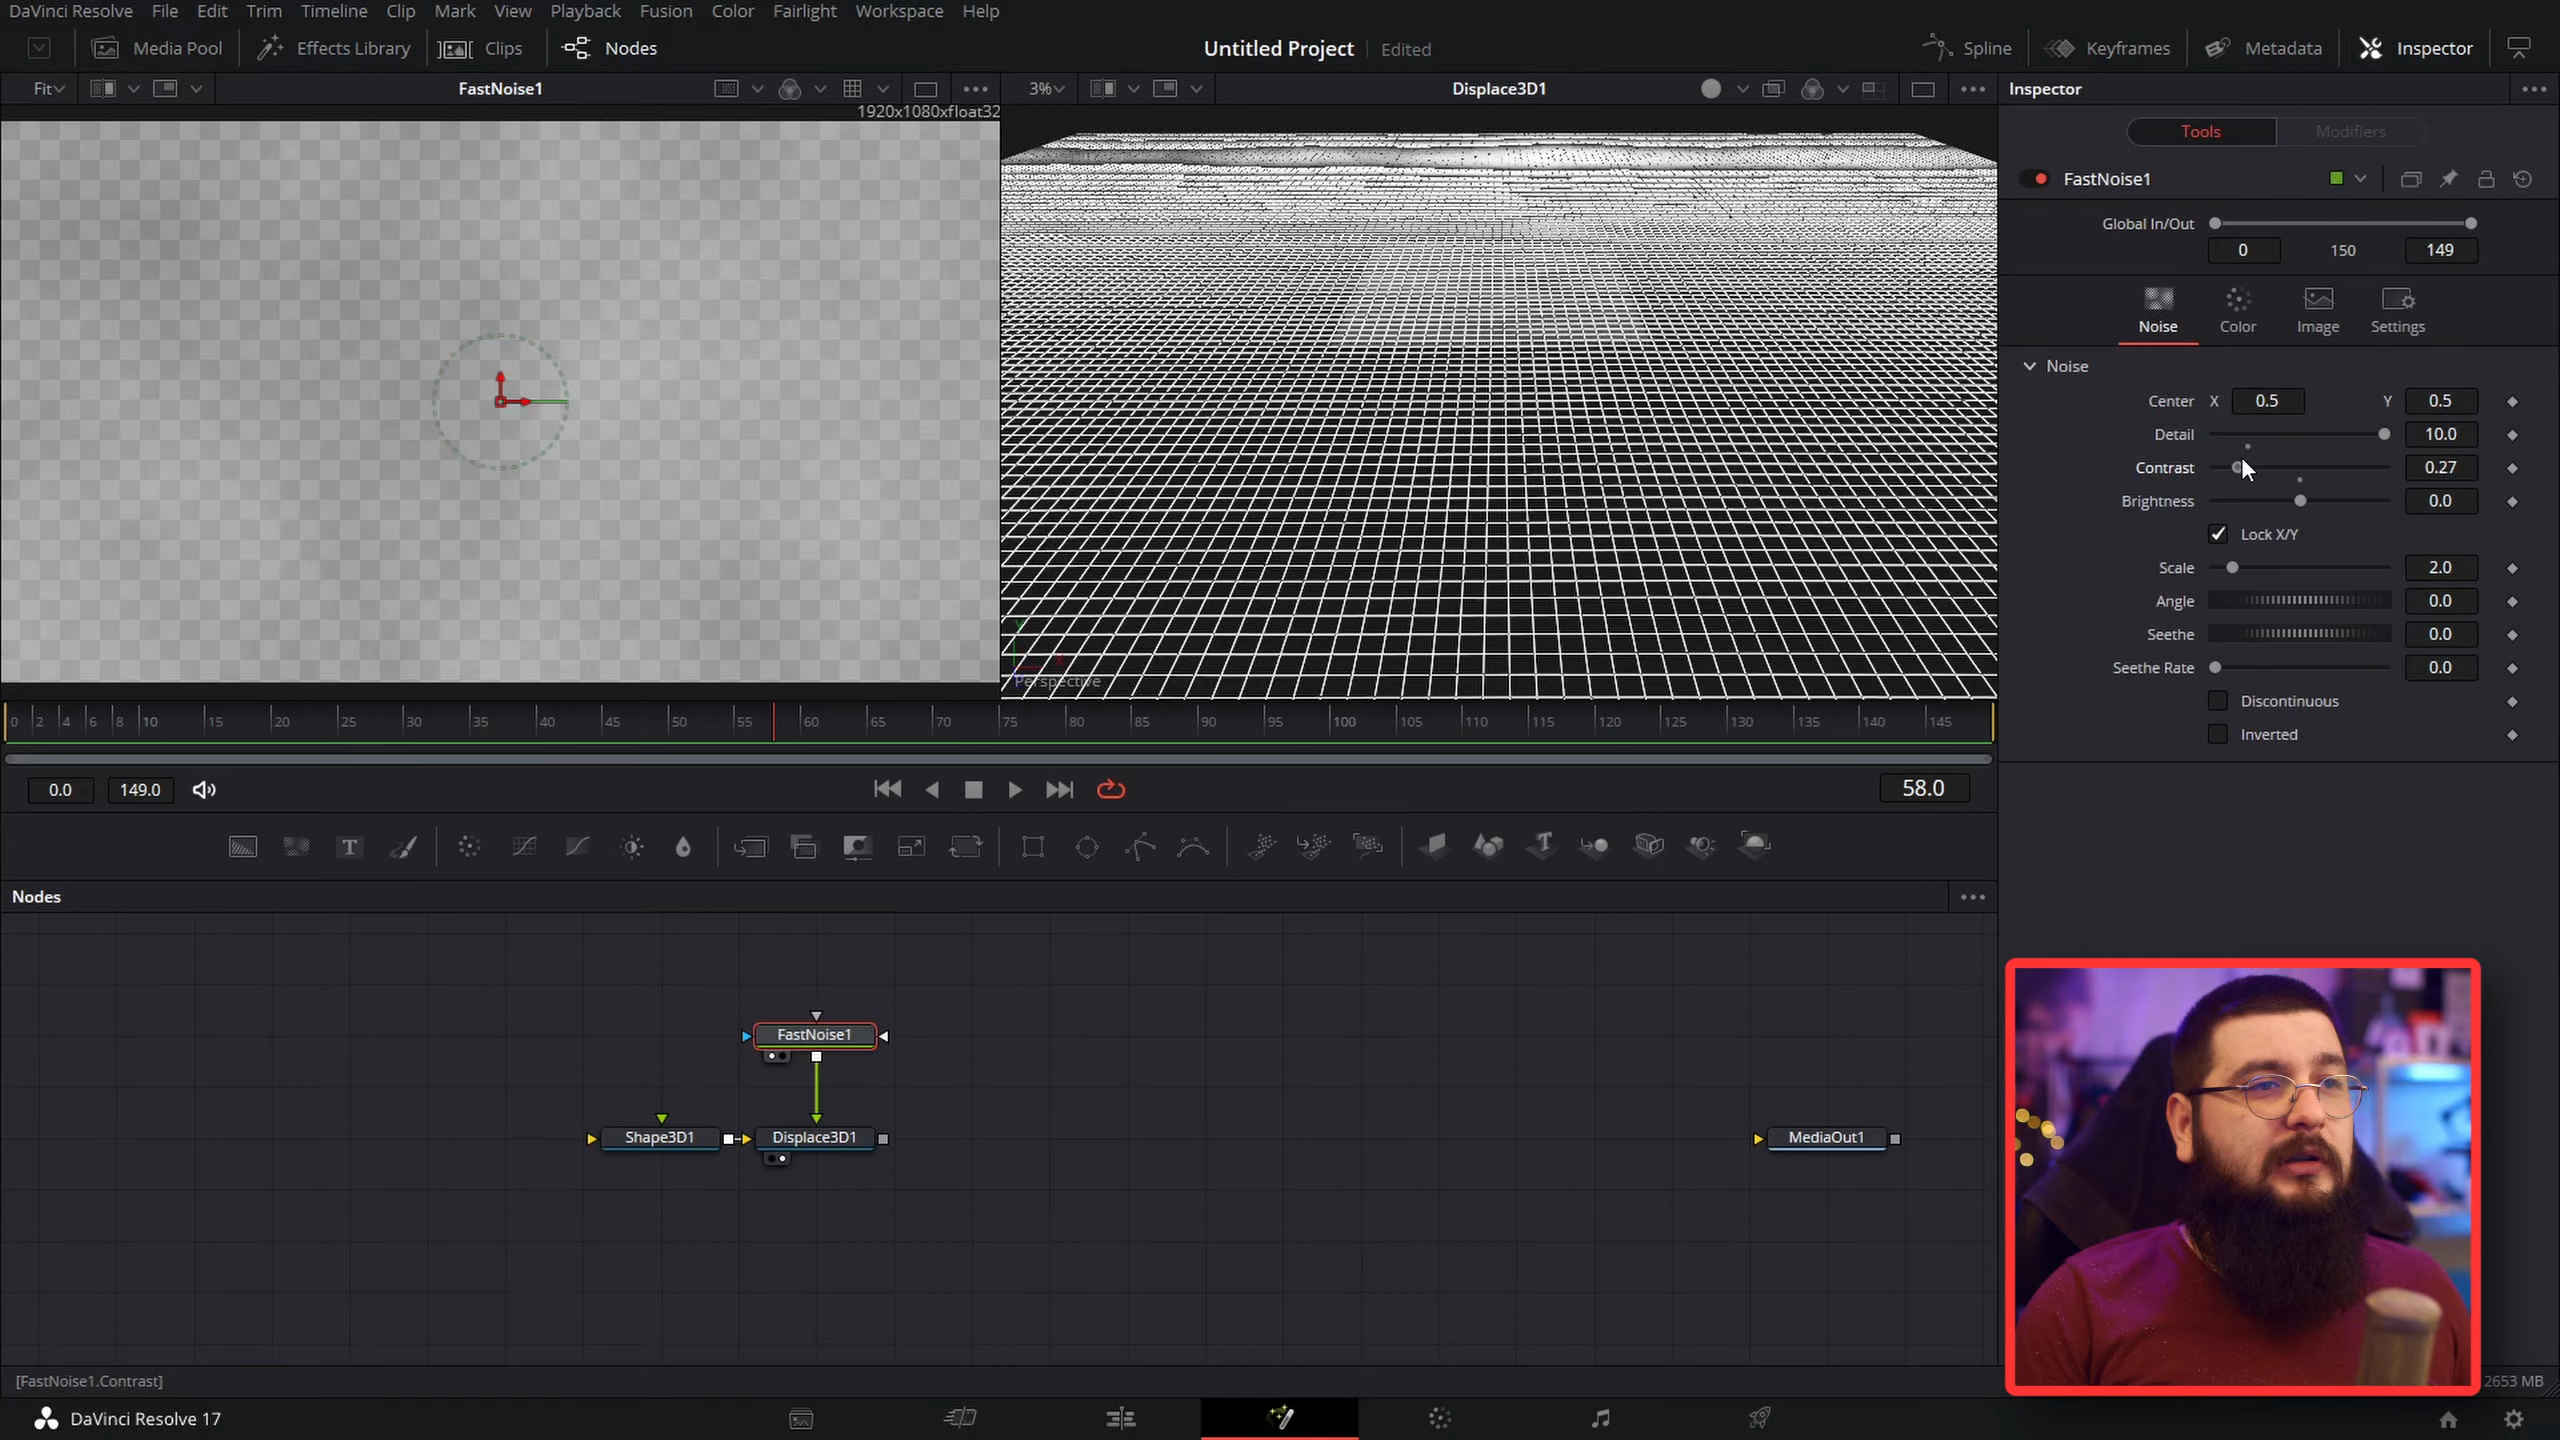 DaVinci Resolve File Edit Trim Timeline Clip Mark View Playback Fusion Color Fairlight Workspace Help
Media Pool Effects Library Clips Nodes Untitled Project Edited Spline Keyframes Metadata Inspector
Fit FastNoise1 3% Displace3D1 Inspector
1920x1080xfloat32
Tools Modifiers
FastNoise1
Global In/Out
0 150 149
Noise Color Image Settings
Noise
Center X 0.5 Y 0.5
Detail 10.0
Contrast 0.27
Brightness 0.0
Lock X/Y
Scale 2.0
Angle 0.0
Seethe 0.0
Seethe Rate 0.0
Discontinuous
Inverted
Y
X
Perspective
0 2 4 6 8 10 15 20 25 30 35 40 45 50 55 60 65 70 75 80 85 90 95 100 105 110 115 120 125 130 135 140 145
0.0 149.0 58.0
Nodes
FastNoise1
Shape3D1 Displace3D1 MediaOut1
[FastNoise1.Contrast] 2653 MB
DaVinci Resolve 17